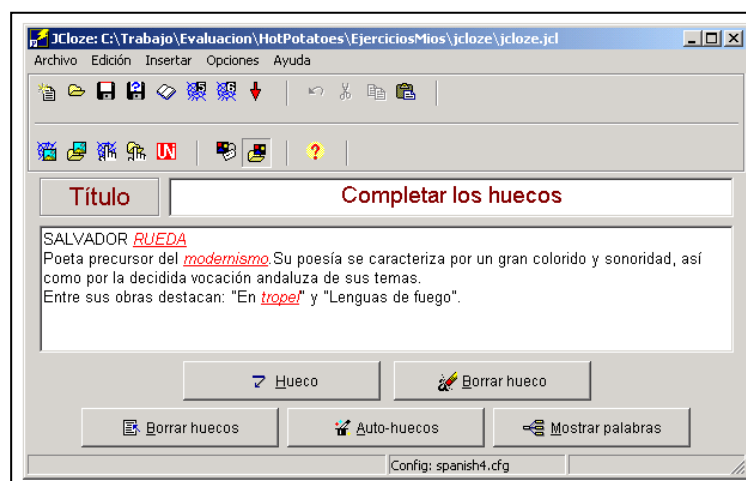 JCloze: C:\Trabajo\Evaluacion\HotPotatoes\EjerciciosMios\jcloze\jcloze.jcl
Archivo Edición Insertar Opciones Ayuda
Título
Completar los huecos
SALVADOR RUEDA
Poeta precursor del modernismo.Su poesía se caracteriza por un gran colorido y sonoridad, así
como por la decidida vocación andaluza de sus temas.
Entre sus obras destacan: "En tropel" y "Lenguas de fuego".
Hueco Borrar hueco
Borrar huecos Auto-huecos Mostrar palabras
Config: spanish4.cfg